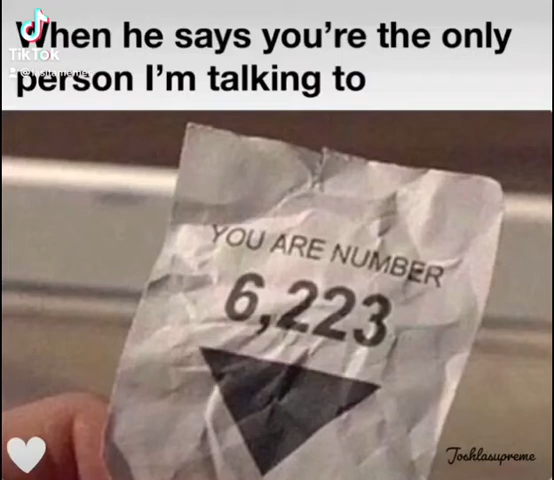 When he says you're the only
TikTok
person I'm talking to
YOU ARE NUMBER
6,223
Joshlasupreme